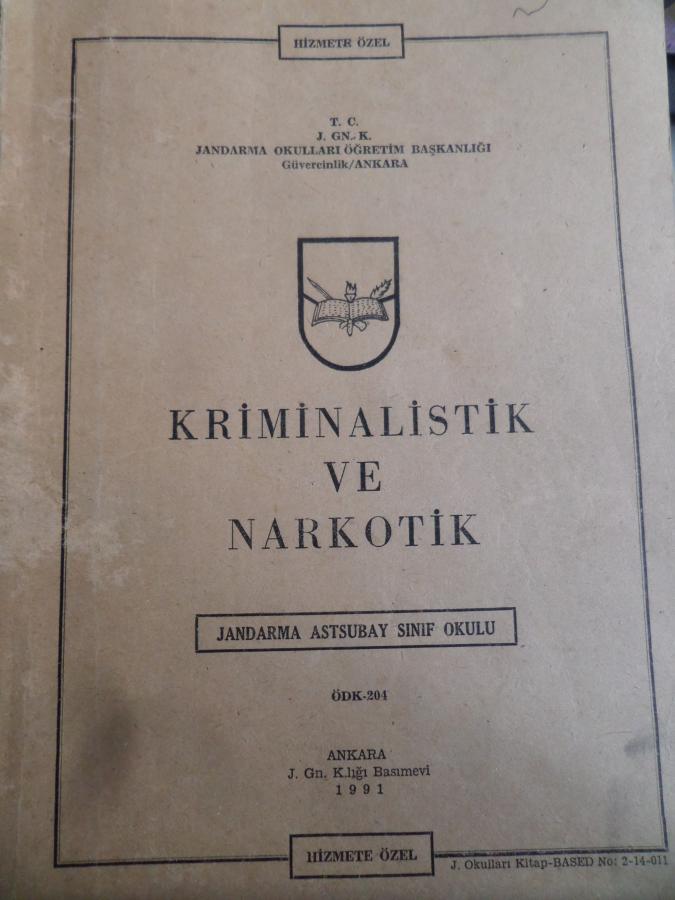 HİZMETE ÖZEL
T. C.
J. GN. K.
JANDARMA OKULLARI ÖĞRETİM BAŞKANLIĞI
Güvercinlik/ANKARA
KRİMİNALİSTİK
VE
NARKOTİK
JANDARMA ASTSUBAY SINIF OKULU
ÖDK-204
ANKARA
J. Gn. K.lığı Basımevi
1991
HİZMETE ÖZEL
J. Okulları Kitap-BASED No: 2-14-011